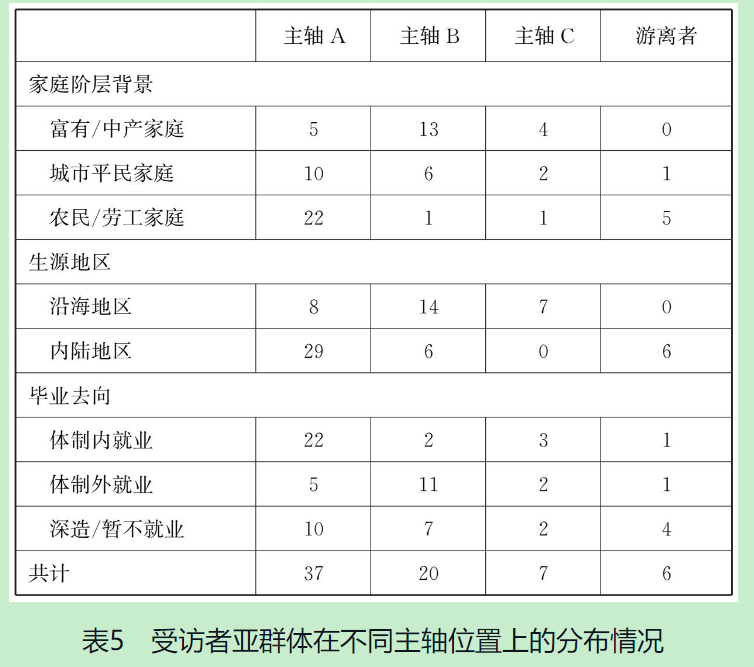 主轴 A 主轴 B 主轴 C 游离者
家庭阶层背景
富有/中产家庭 5 13 4 0
城市平民家庭 10 6 2 1
农民/劳工家庭 22 1 1 5
生源地区
沿海地区 8 14 7 0
内陆地区 29 6 0 6
毕业去向
体制内就业 22 2 3 1
体制外就业 5 11 2 1
深造/暂不就业 10 7 2 4
共计 37 20 7 6
表5 受访者亚群体在不同主轴位置上的分布情况